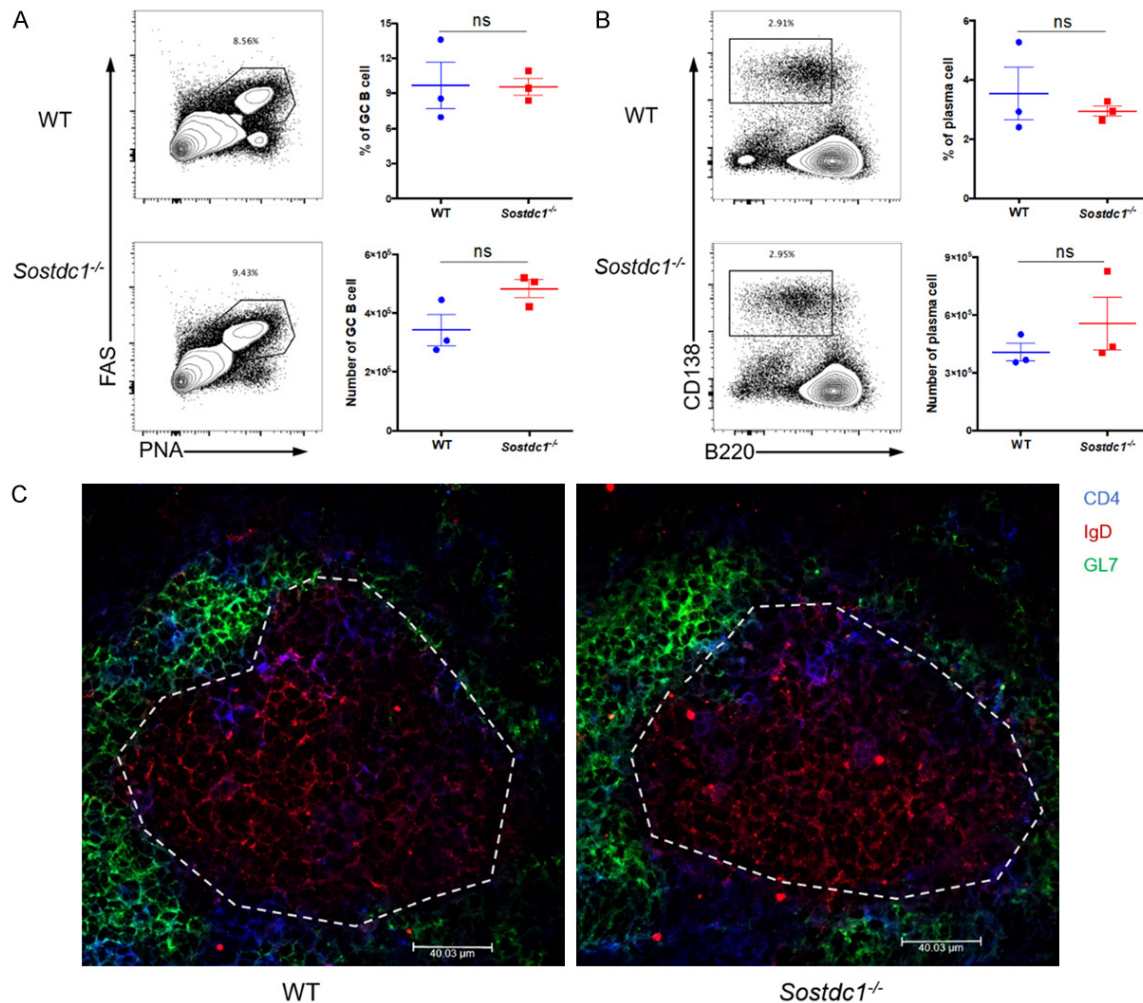 A
WT
8.56%
Sostdc1-/-
9.43%
FAS
PNA
ns
% of GC B cell
15
12
9
6
3
0
WT
Sostdc1-/-
ns
Number of GC B cell
6×10⁵
4×10⁵
2×10⁵
0
WT
Sostdc1-/-
B
WT
2.91%
Sostdc1-/-
2.95%
CD138
B220
ns
% of plasma cell
6
4
2
0
WT
Sostdc1-/-
ns
Number of plasma cell
9×10⁵
6×10⁵
3×10⁵
0
WT
Sostdc1-/-
C
CD4
IgD
GL7
40.03 µm
40.03 µm
WT
Sostdc1-/-